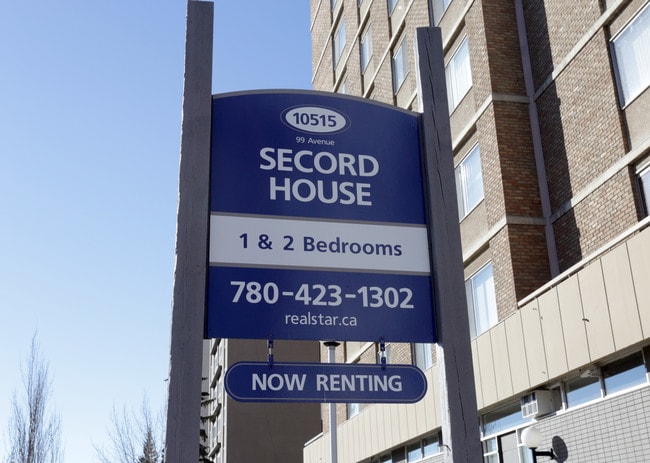 10515
99 Avenue
SECORD
HOUSE
1 & 2 Bedrooms
780-423-1302
realstar.ca
NOW RENTING